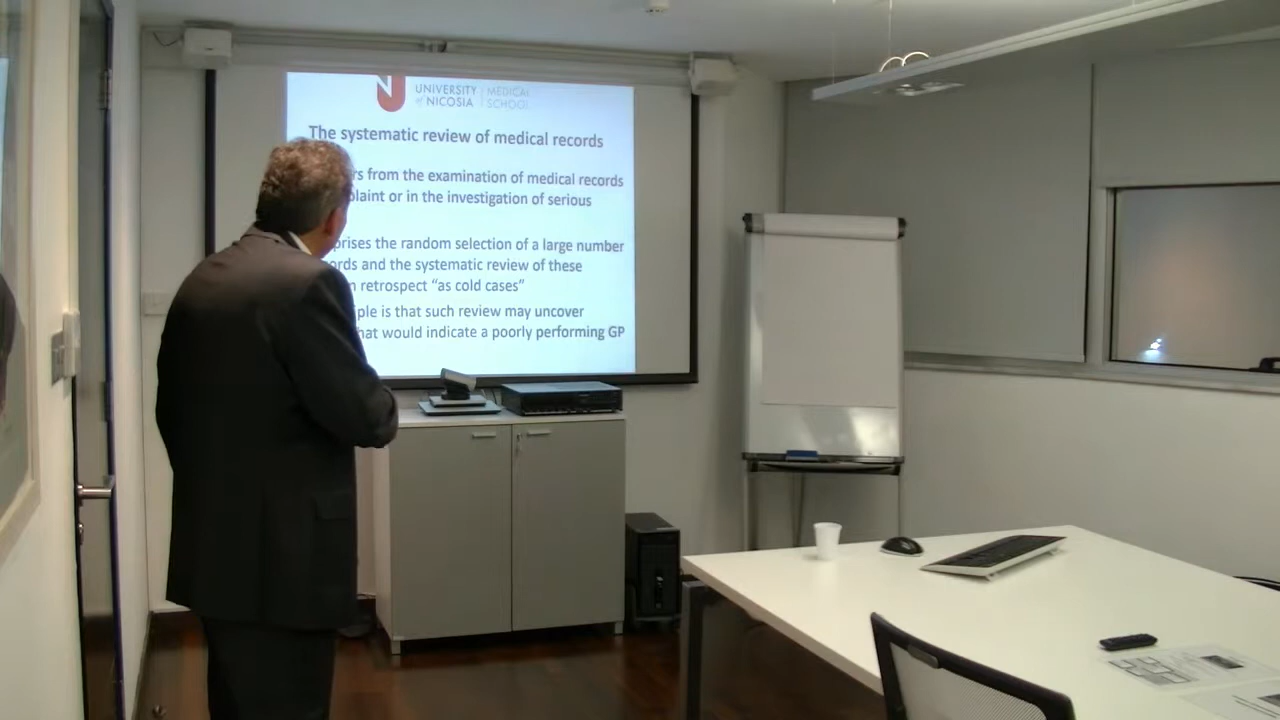 N
UNIVERSITY
of NICOSIA
MEDICAL
SCHOOL
The systematic review of medical records
from the examination of medical records
or in the investigation of serious
the random selection of a large number
and the systematic review of these
retrospect “as cold cases”
is that such review may uncover
would indicate a poorly performing GP